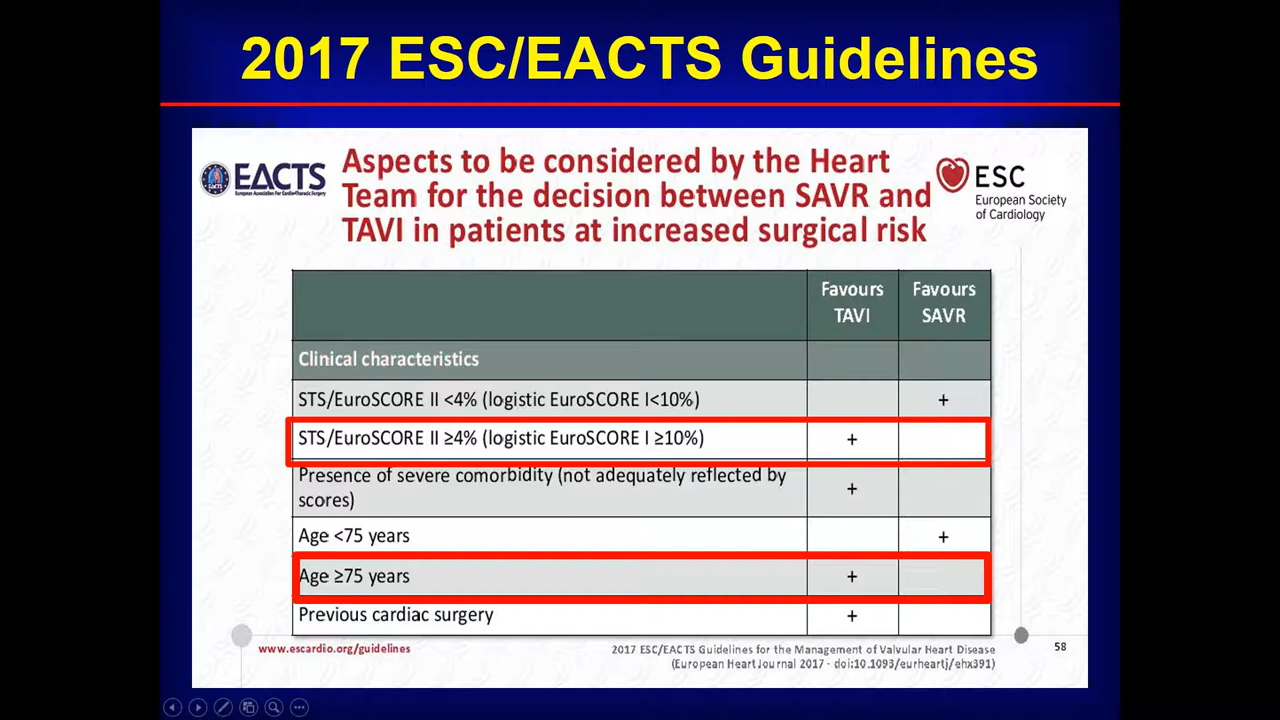 2017 ESC/EACTS Guidelines
EACTS
European Association For Cardio-Thoracic Surgery
Aspects to be considered by the Heart
Team for the decision between SAVR and
TAVI in patients at increased surgical risk
ESC
European Society
of Cardiology
Favours TAVI
Favours SAVR
Clinical characteristics
STS/EuroSCORE II <4% (logistic EuroSCORE I<10%) +
STS/EuroSCORE II ≥4% (logistic EuroSCORE I ≥10%) +
Presence of severe comorbidity (not adequately reflected by
scores) +
Age <75 years +
Age ≥75 years +
Previous cardiac surgery +
www.escardio.org/guidelines
2017 ESC/EACTS Guidelines for the Management of Valvular Heart Disease
(European Heart Journal 2017 - doi:10.1093/eurheartj/ehx391)
58